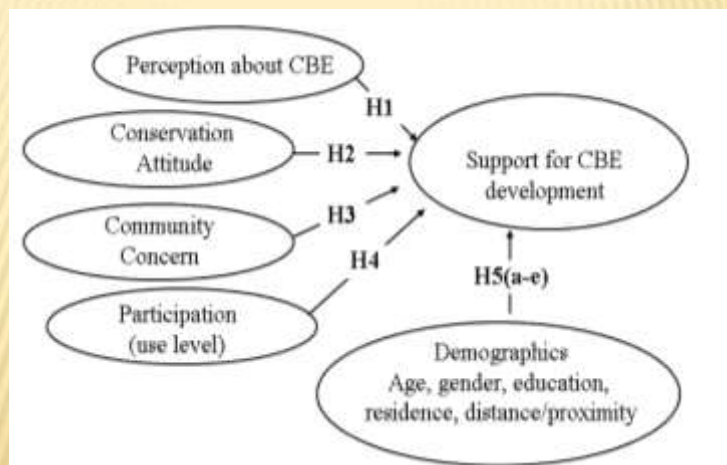 Perception about CBE
H1
Conservation
Attitude
H2
Support for CBE
development
Community
Concern
H3
H4
Participation
(use level)
H5(a-e)
Demographics
Age, gender, education,
residence, distance/proximity